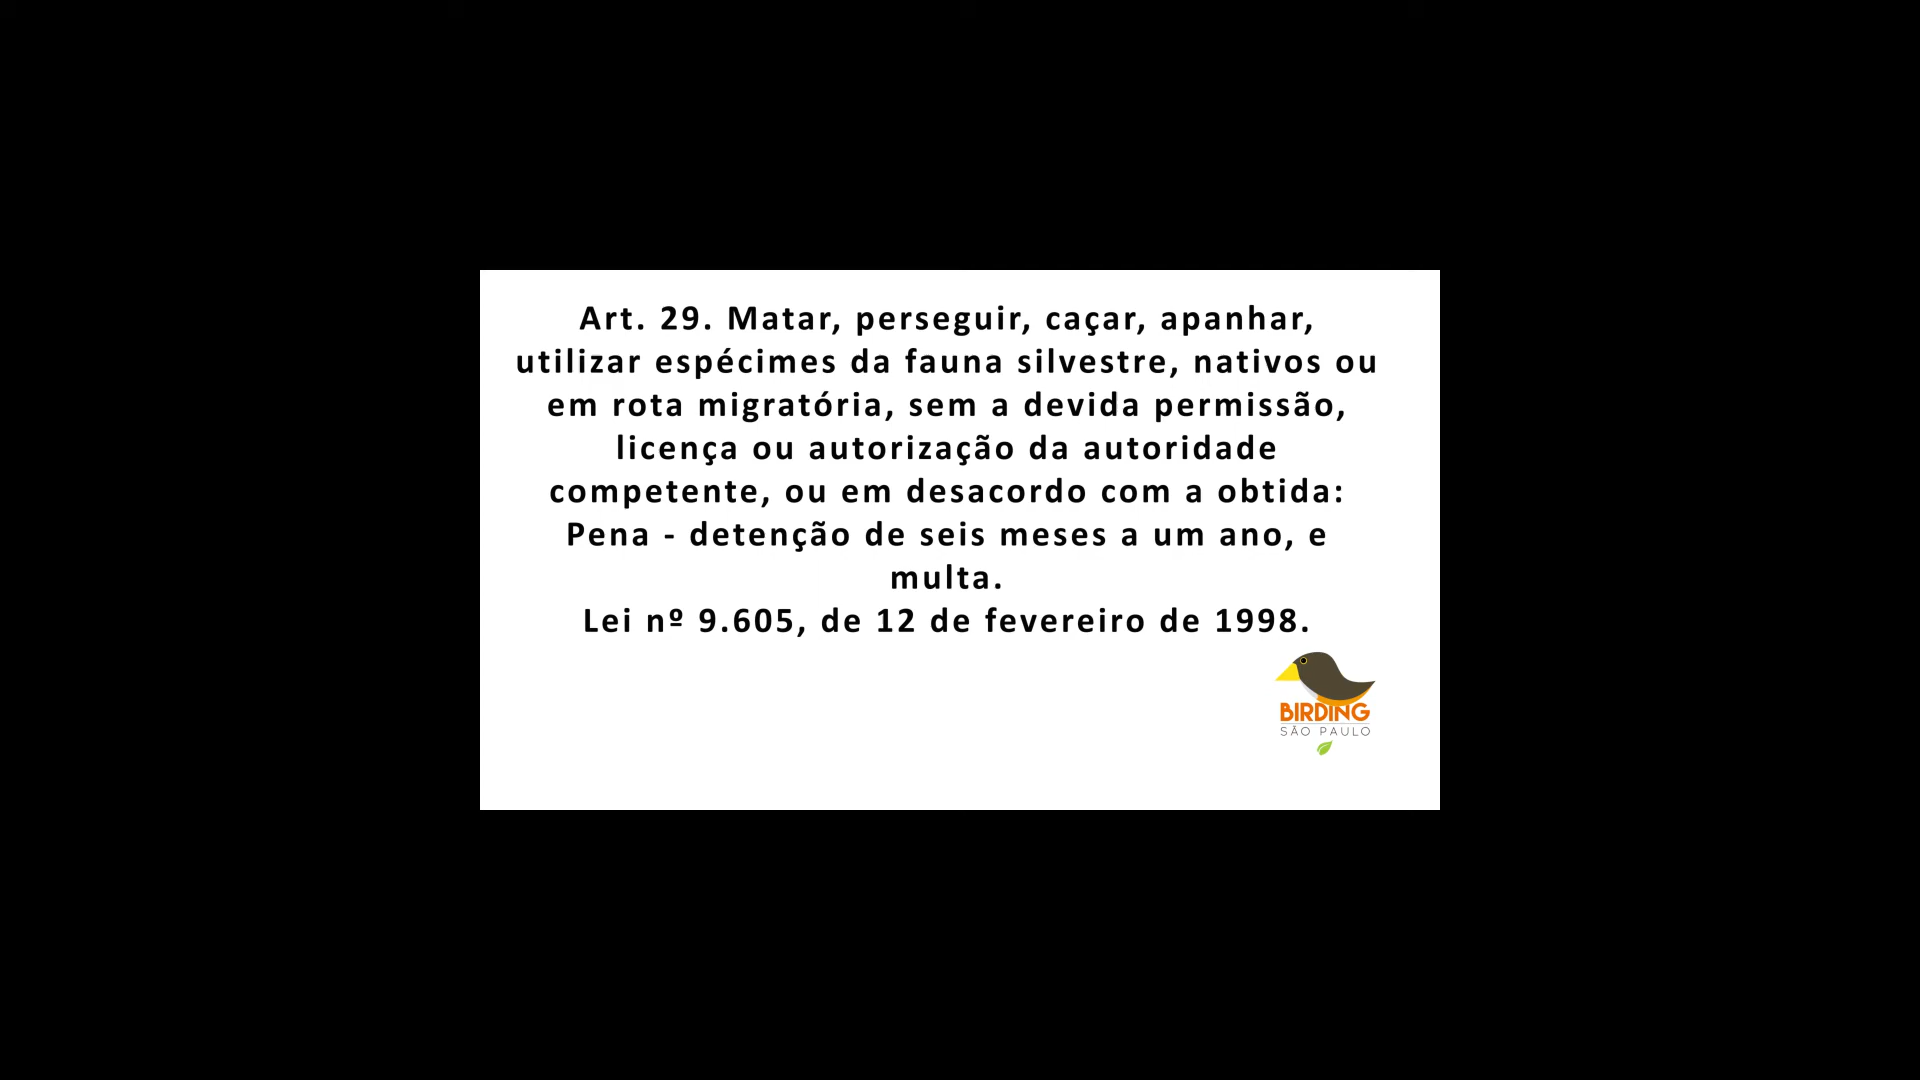 Art. 29. Matar, perseguir, caçar, apanhar,
utilizar espécimes da fauna silvestre, nativos ou
em rota migratória, sem a devida permissão,
licença ou autorização da autoridade
competente, ou em desacordo com a obtida:
Pena - detenção de seis meses a um ano, e
multa.
Lei nº 9.605, de 12 de fevereiro de 1998.
BIRDING
SÃO PAULO